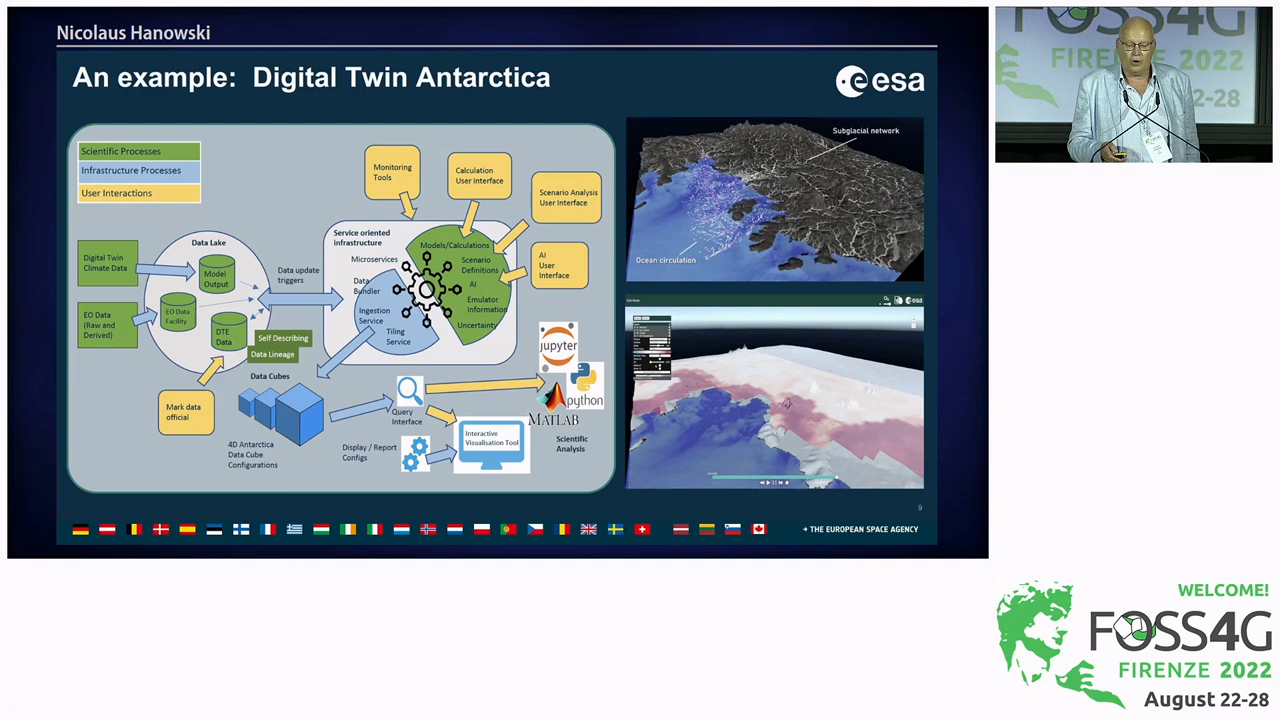 Nicolaus Hanowski
An example: Digital Twin Antarctica
esa
Scientific Processes
Infrastructure Processes
User Interactions
Monitoring
Tools
Calculation
User Interface
Scenario Analysis
User Interface
AI
User
Interface
Service oriented
infrastructure
Microservices
Models/Calculations
Scenario
Definitions
AI
Emulator
Information
Uncertainty
Data
Bundler
Ingestion
Service
Tiling
Service
Data Lake
Digital Twin
Climate Data
EO Data
(Raw and
Derived)
Model
Output
EO Data
Facility
DTE
Data
Data update
triggers
Self Describing
Data Lineage
Mark data
official
Data Cubes
4D Antarctica
Data Cube
Configurations
Query
Interface
Display / Report
Configs
Interactive
Visualisation Tool
jupyter
python
MATLAB
Scientific
Analysis
Subglacial network
Ocean circulation
esa
9
→ THE EUROPEAN SPACE AGENCY
FOSS4G
FIRENZE 2022
22-28
WELCOME!
FOSS4G
FIRENZE 2022
August 22-28